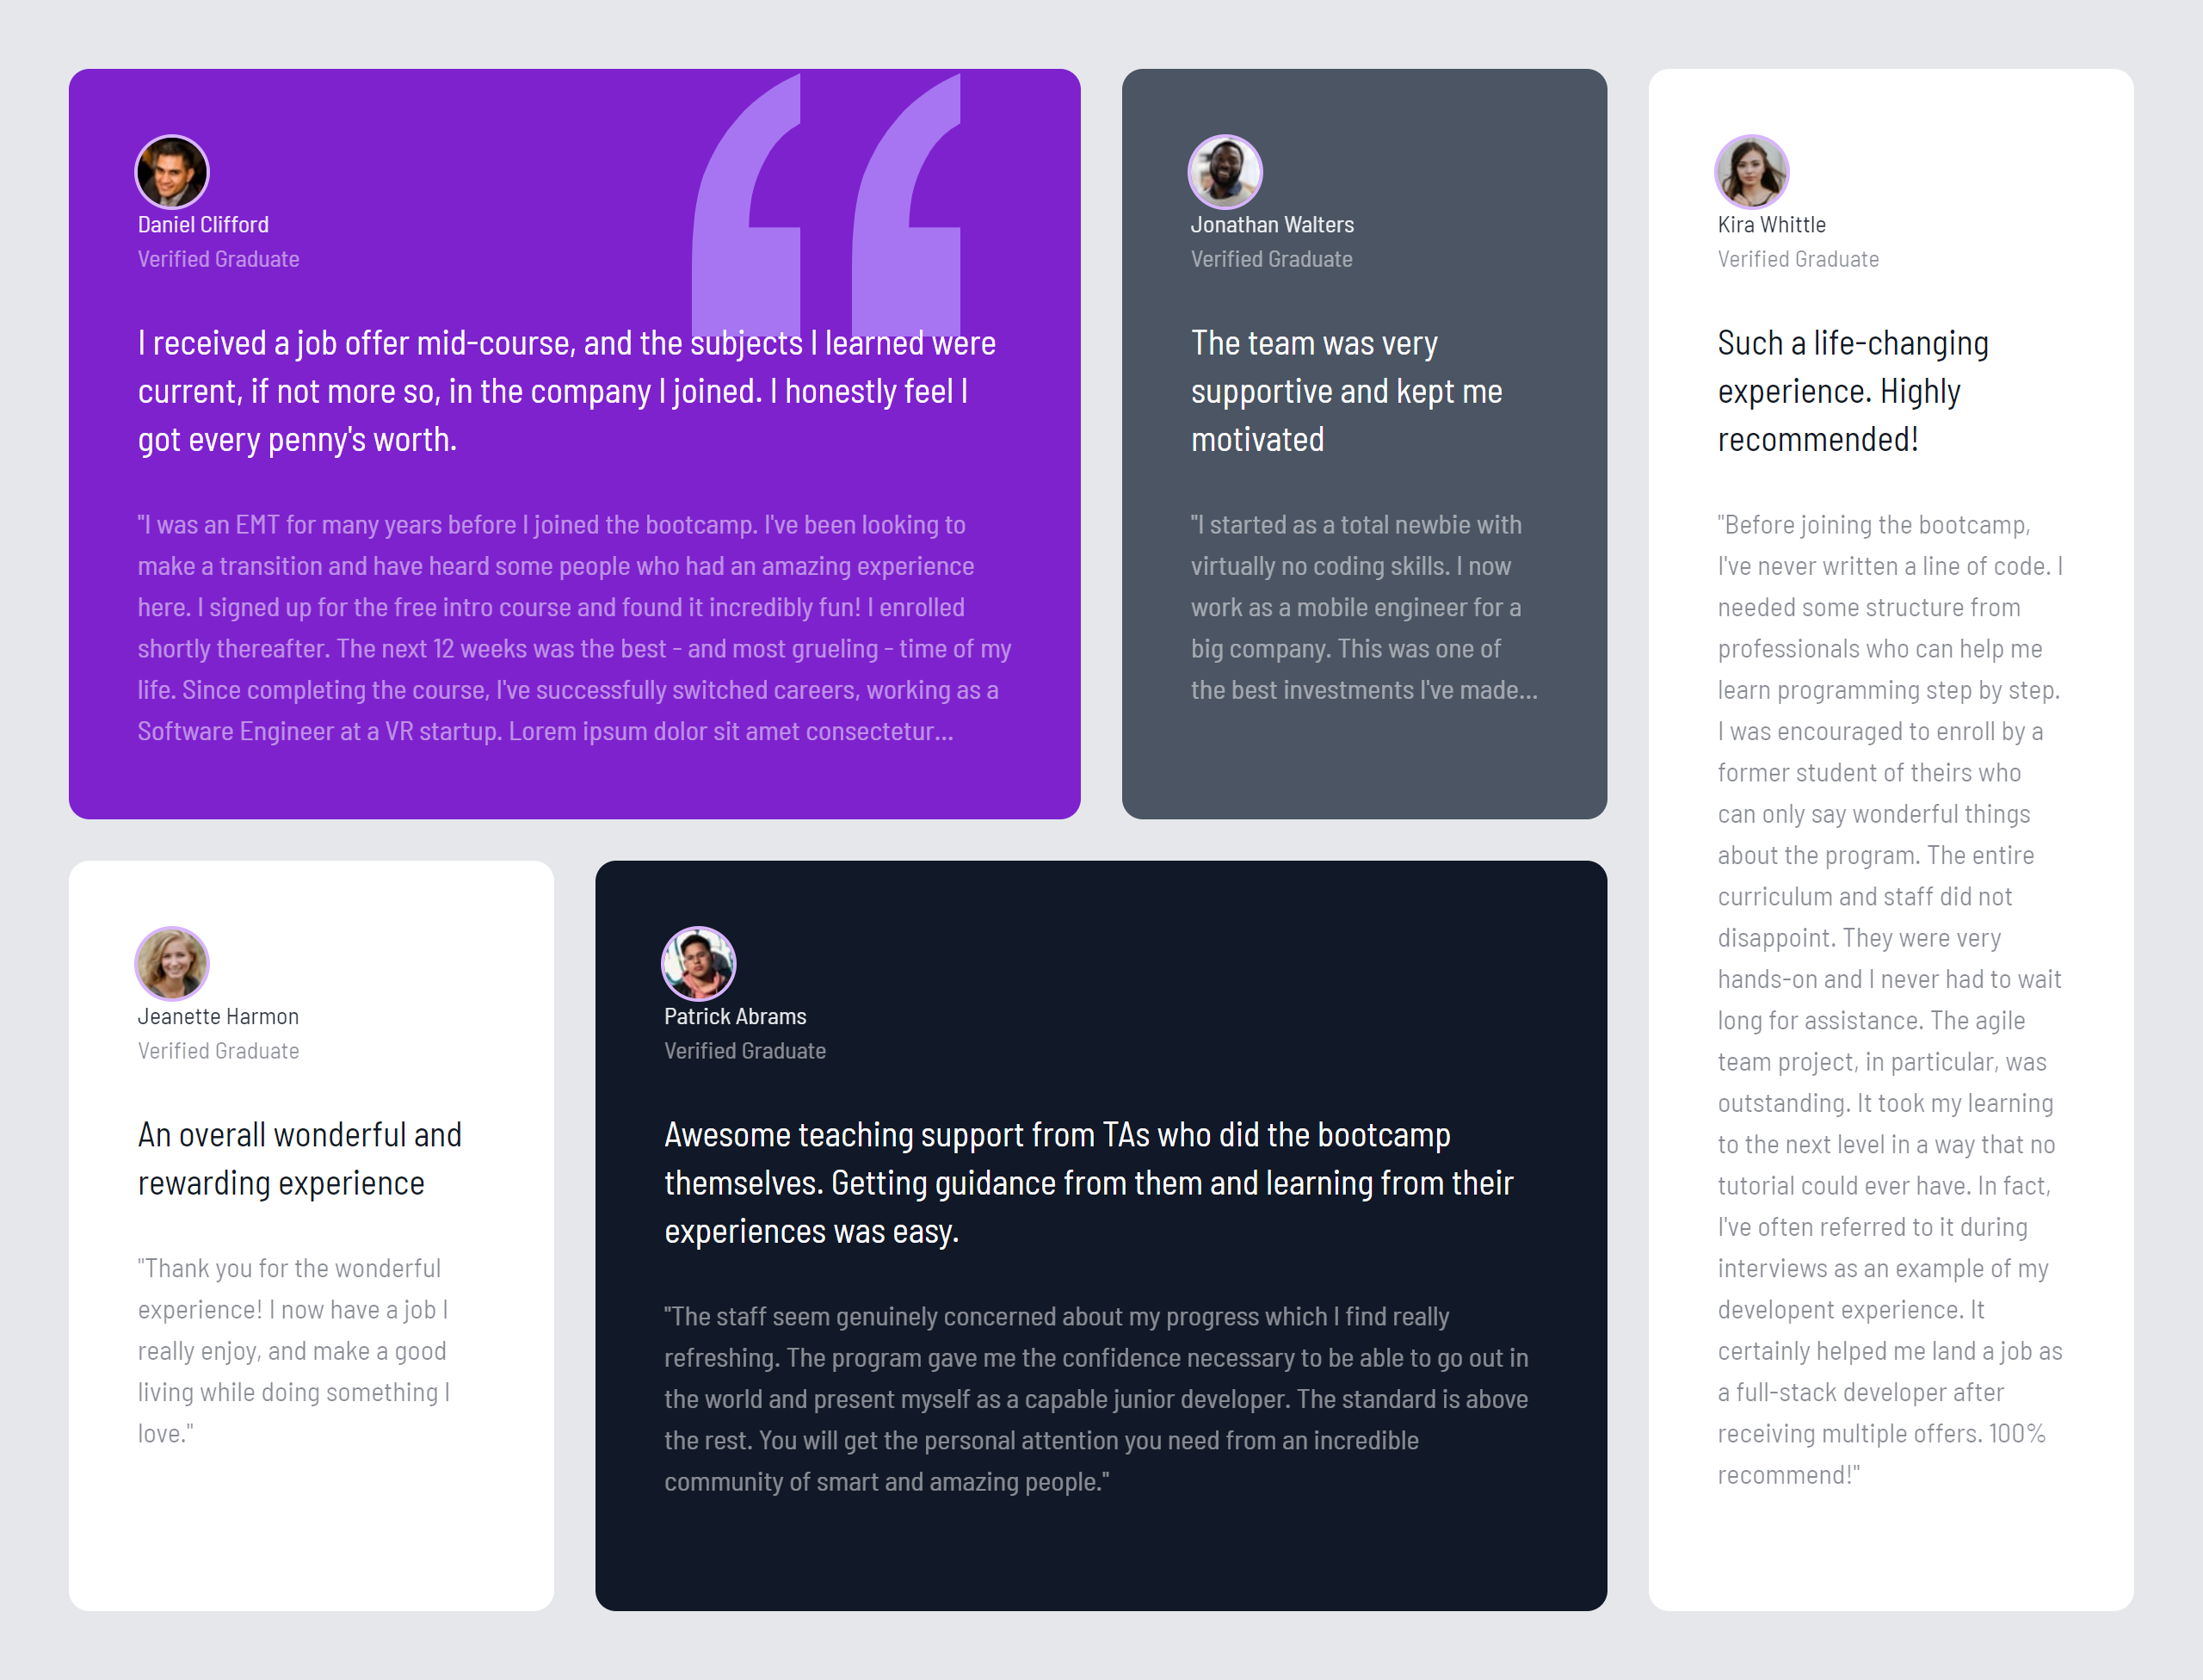 Daniel Clifford
Verified Graduate
I received a job offer mid-course, and the subjects I learned were
current, if not more so, in the company I joined. I honestly feel I
got every penny's worth.
"I was an EMT for many years before I joined the bootcamp. I've been looking to
make a transition and have heard some people who had an amazing experience
here. I signed up for the free intro course and found it incredibly fun! I enrolled
shortly thereafter. The next 12 weeks was the best - and most grueling - time of my
life. Since completing the course, I've successfully switched careers, working as a
Software Engineer at a VR startup. Lorem ipsum dolor sit amet consectetur...
Jonathan Walters
Verified Graduate
The team was very
supportive and kept me
motivated
"I started as a total newbie with
virtually no coding skills. I now
work as a mobile engineer for a
big company. This was one of
the best investments I've made...
Kira Whittle
Verified Graduate
Such a life-changing
experience. Highly
recommended!
"Before joining the bootcamp,
I've never written a line of code. I
needed some structure from
professionals who can help me
learn programming step by step.
I was encouraged to enroll by a
former student of theirs who
can only say wonderful things
about the program. The entire
curriculum and staff did not
disappoint. They were very
hands-on and I never had to wait
long for assistance. The agile
team project, in particular, was
outstanding. It took my learning
to the next level in a way that no
tutorial could ever have. In fact,
I've often referred to it during
interviews as an example of my
developent experience. It
certainly helped me land a job as
a full-stack developer after
receiving multiple offers. 100%
recommend!"
Jeanette Harmon
Verified Graduate
An overall wonderful and
rewarding experience
"Thank you for the wonderful
experience! I now have a job I
really enjoy, and make a good
living while doing something I
love."
Patrick Abrams
Verified Graduate
Awesome teaching support from TAs who did the bootcamp
themselves. Getting guidance from them and learning from their
experiences was easy.
"The staff seem genuinely concerned about my progress which I find really
refreshing. The program gave me the confidence necessary to be able to go out in
the world and present myself as a capable junior developer. The standard is above
the rest. You will get the personal attention you need from an incredible
community of smart and amazing people."